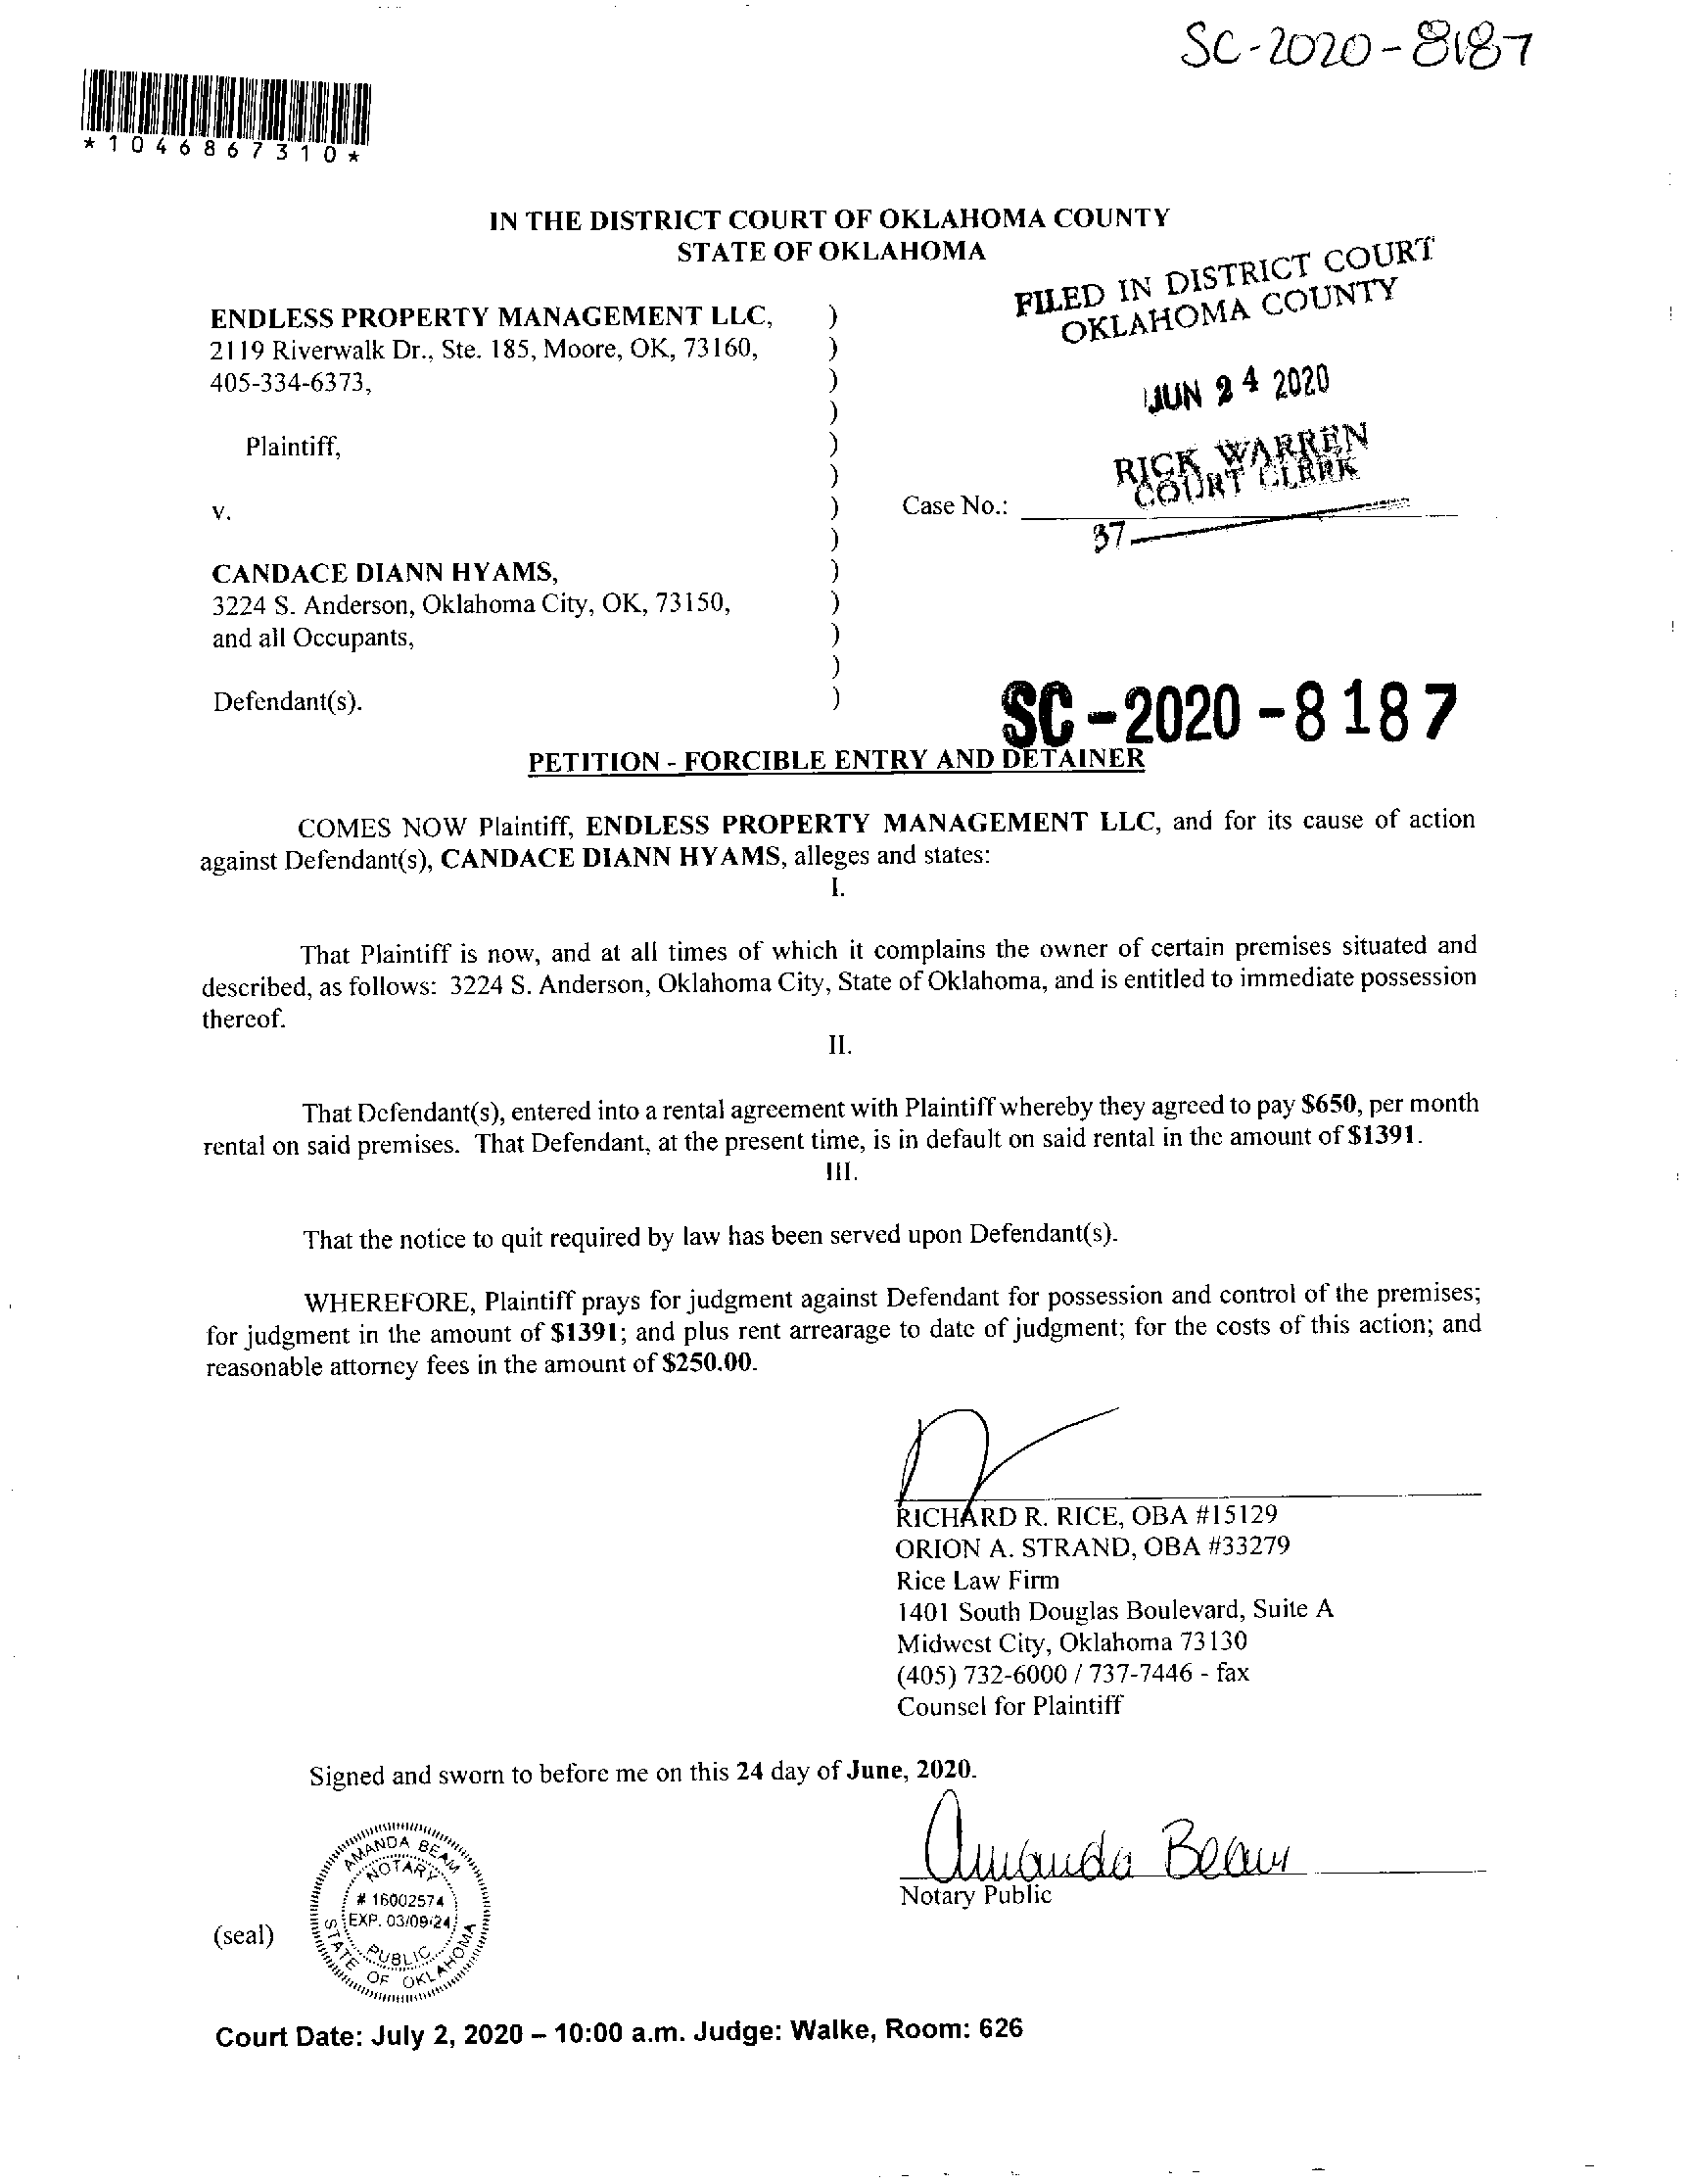 SC-2020-8187
*1046867310*
IN THE DISTRICT COURT OF OKLAHOMA COUNTY
STATE OF OKLAHOMA
FILED IN DISTRICT COURT
OKLAHOMA COUNTY
JUN 24 2020
RICK WARREN
COURT CLERK
37
ENDLESS PROPERTY MANAGEMENT LLC, )
2119 Riverwalk Dr., Ste. 185, Moore, OK, 73160, )
405-334-6373, )
)
Plaintiff, )
)
v. ) Case No.:
)
CANDACE DIANN HYAMS, )
3224 S. Anderson, Oklahoma City, OK, 73150, )
and all Occupants, )
)
Defendant(s). )
SC-2020-8187
PETITION - FORCIBLE ENTRY AND DETAINER
COMES NOW Plaintiff, ENDLESS PROPERTY MANAGEMENT LLC, and for its cause of action
against Defendant(s), CANDACE DIANN HYAMS, alleges and states:
I.
That Plaintiff is now, and at all times of which it complains the owner of certain premises situated and
described, as follows: 3224 S. Anderson, Oklahoma City, State of Oklahoma, and is entitled to immediate possession
thereof.
II.
That Defendant(s), entered into a rental agreement with Plaintiff whereby they agreed to pay $650, per month
rental on said premises. That Defendant, at the present time, is in default on said rental in the amount of $1391.
III.
That the notice to quit required by law has been served upon Defendant(s).
WHEREFORE, Plaintiff prays for judgment against Defendant for possession and control of the premises;
for judgment in the amount of $1391; and plus rent arrearage to date of judgment; for the costs of this action; and
reasonable attorney fees in the amount of $250.00.
RICHARD R. RICE, OBA #15129
ORION A. STRAND, OBA #33279
Rice Law Firm
1401 South Douglas Boulevard, Suite A
Midwest City, Oklahoma 73130
(405) 732-6000 / 737-7446 - fax
Counsel for Plaintiff
Signed and sworn to before me on this 24 day of June, 2020.
Amanda Beam
Notary Public
(seal)
AMANDA BEAM
NOTARY
# 16002574
EXP. 03/09/24
PUBLIC
STATE OF OKLAHOMA
Court Date: July 2, 2020 – 10:00 a.m. Judge: Walke, Room: 626